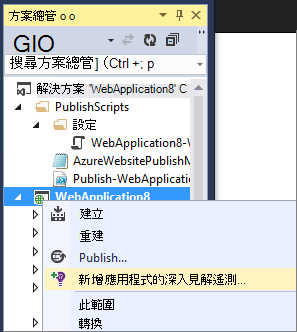 方案總管 o o
GIO
搜尋方案總管] (Ctrl +; p
解決方案 'WebApplication8' C
PublishScripts
設定
WebApplication8-W
AzureWebsitePublishM
Publish-WebApplication
WebApplication8
建立
重建
Publish...
新增應用程式的深入見解遙測...
此範圍
轉換